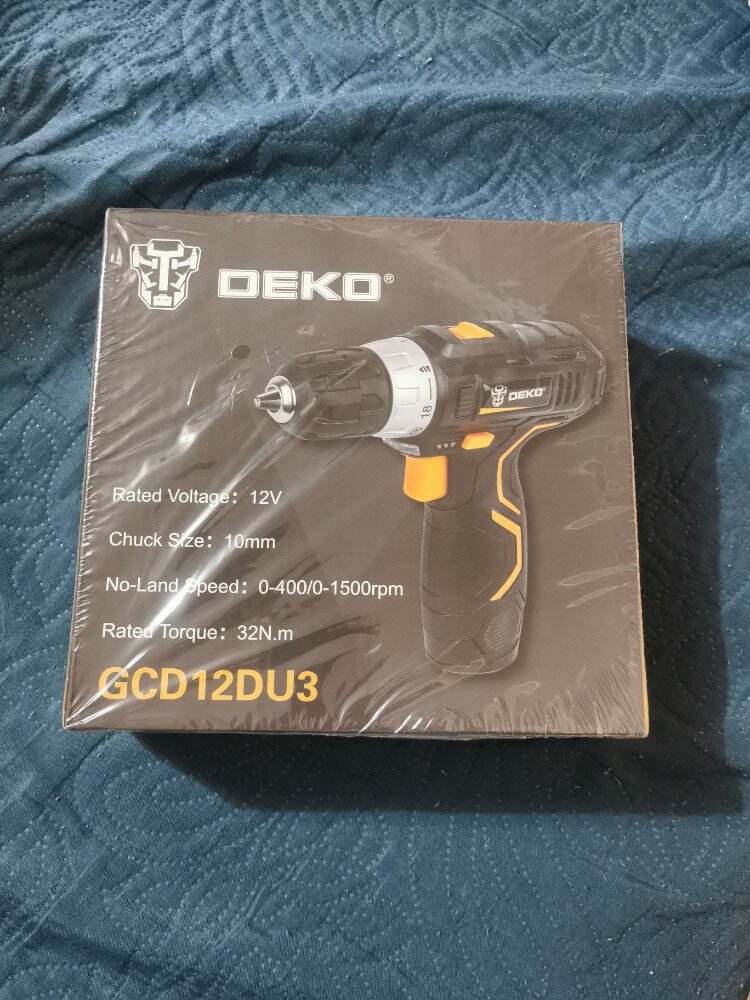 DEKO®
18
DEKO®
Rated Voltage: 12V
Chuck Size: 10mm
No-Land Speed: 0-400/0-1500rpm
Rated Torque: 32N.m
GCD12DU3